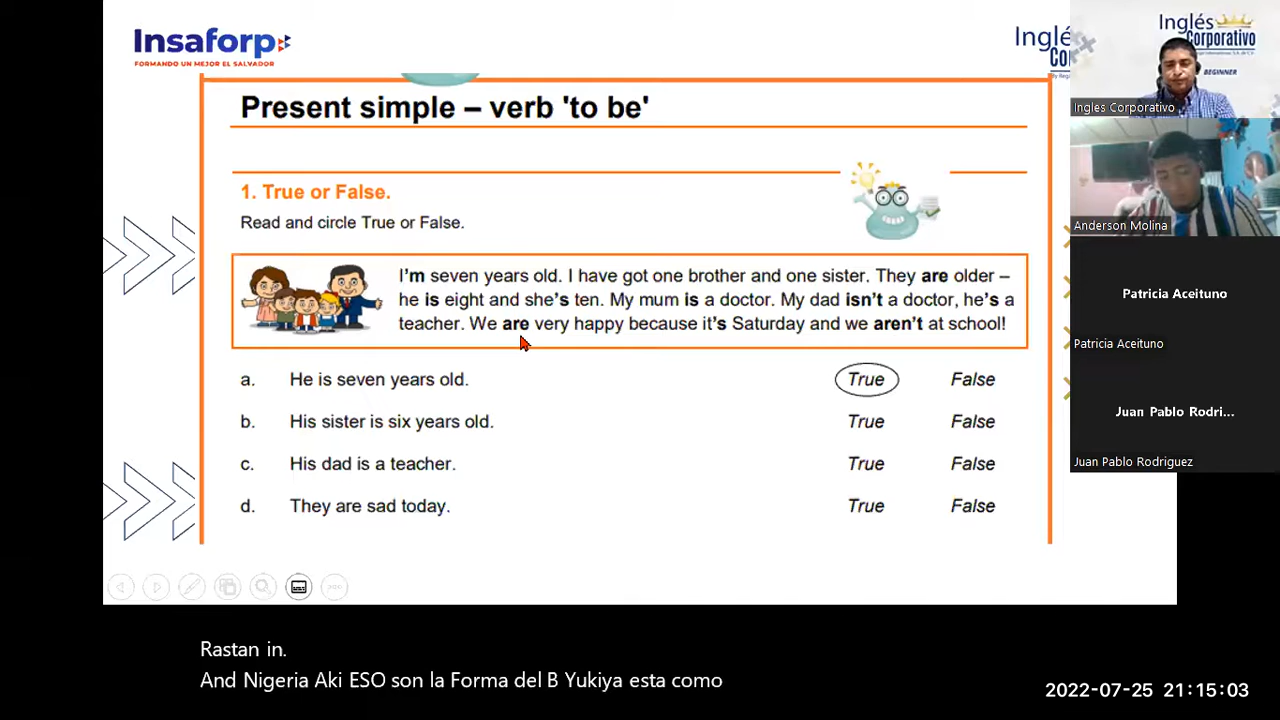 Insaforp
FORMANDO UN MEJOR EL SALVADOR
Inglés
Corporativo
BEGINNER
Ingles Corporativo
Present simple – verb 'to be'
1. True or False.
Read and circle True or False.
I'm seven years old. I have got one brother and one sister. They are older –
he is eight and she's ten. My mum is a doctor. My dad isn't a doctor, he's a
teacher. We are very happy because it's Saturday and we aren't at school!
a. He is seven years old. True False
b. His sister is six years old. True False
c. His dad is a teacher. True False
d. They are sad today. True False
Anderson Molina
Patricia Aceituno
Patricia Aceituno
Juan Pablo Rodri...
Juan Pablo Rodriguez
Rastan in.
And Nigeria Aki ESO son la Forma del B Yukiya esta como
2022-07-25 21:15:03